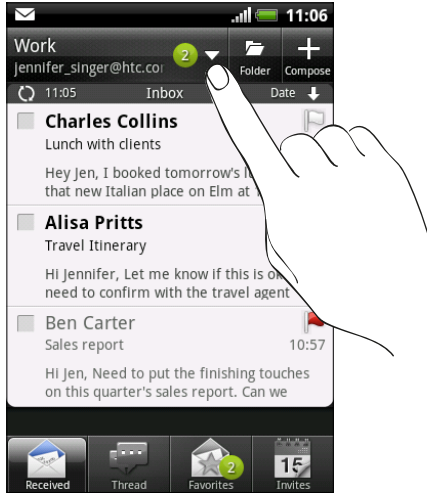 11:06
Work
2
jennifer_singer@htc.co
Folder
Compose
11:05 Inbox Date
Charles Collins
Lunch with clients
Hey Jen, I booked tomorrow's
that new Italian place on Elm at
Alisa Pritts
Travel Itinerary
Hi Jennifer, Let me know if this is
need to confirm with the travel agent
Ben Carter
Sales report 10:57
Hi Jen, Need to put the finishing touches
on this quarter's sales report. Can we
2
15
Received Thread Favorites Invites